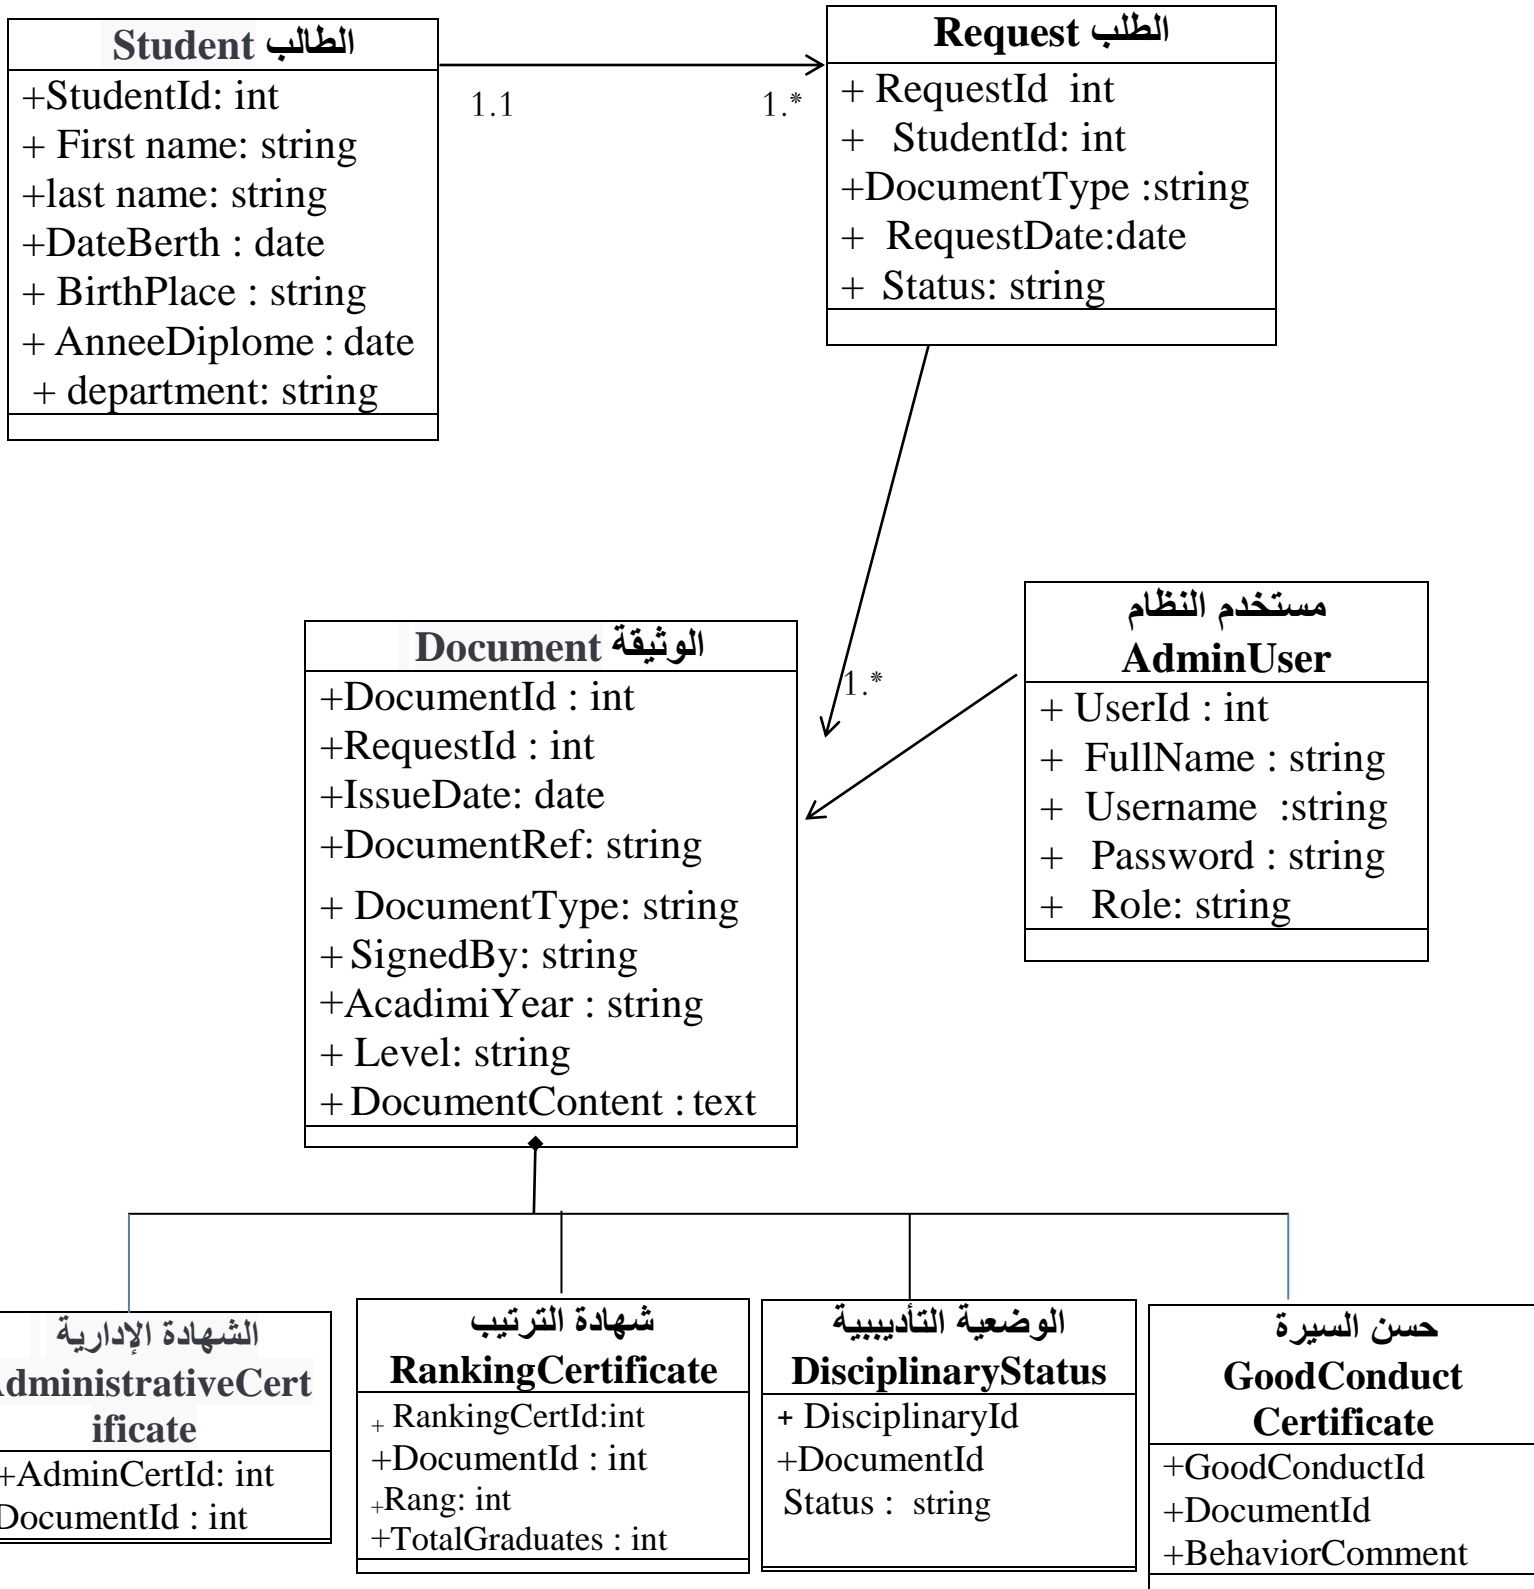 الطالب Student
+StudentId: int
+ First name: string
+last name: string
+DateBerth : date
+ BirthPlace : string
+ AnneeDiplome : date
+ department: string
1.1
1.*
الطلب Request
+ RequestId int
+ StudentId: int
+DocumentType :string
+ RequestDate:date
+ Status: string
الوثيقة Document
+DocumentId : int
+RequestId : int
+IssueDate: date
+DocumentRef: string
+ DocumentType: string
+ SignedBy: string
+AcadimiYear : string
+ Level: string
+ DocumentContent : text
1.*
مستخدم النظام
AdminUser
+ UserId : int
+ FullName : string
+ Username :string
+ Password : string
+ Role: string
الشهادة الإدارية
AdministrativeCert
ificate
+AdminCertId: int
DocumentId : int
شهادة الترتيب
RankingCertificate
+ RankingCertId:int
+DocumentId : int
+Rang: int
+TotalGraduates : int
الوضعية التأديبية
DisciplinaryStatus
+ DisciplinaryId
+DocumentId
Status : string
حسن السيرة
GoodConduct
Certificate
+GoodConductId
+DocumentId
+BehaviorComment